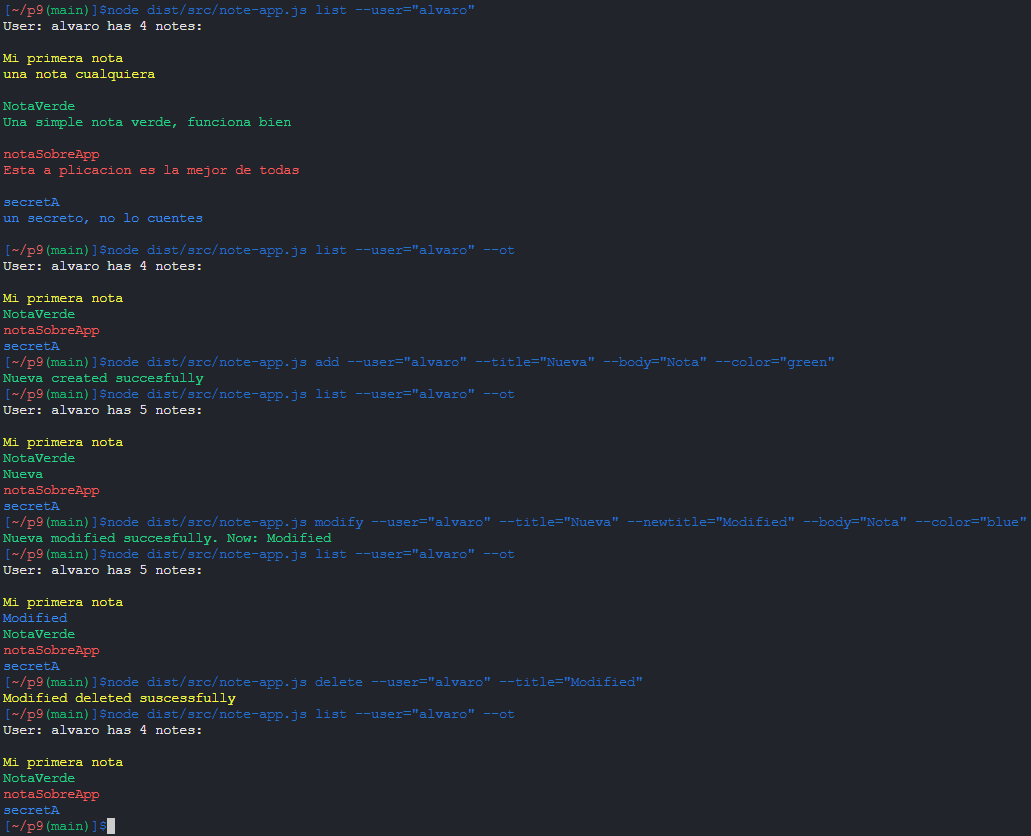 [~/p9(main)]$node dist/src/note-app.js list --user="alvaro"
User: alvaro has 4 notes:
Mi primera nota
una nota cualquiera
NotaVerde
Una simple nota verde, funciona bien
notaSobreApp
Esta a plicacion es la mejor de todas
secretA
un secreto, no lo cuentes
[~/p9(main)]$node dist/src/note-app.js list --user="alvaro" --ot
User: alvaro has 4 notes:
Mi primera nota
NotaVerde
notaSobreApp
secretA
[~/p9(main)]$node dist/src/note-app.js add --user="alvaro" --title="Nueva" --body="Nota" --color="green"
Nueva created succesfully
[~/p9(main)]$node dist/src/note-app.js list --user="alvaro" --ot
User: alvaro has 5 notes:
Mi primera nota
NotaVerde
Nueva
notaSobreApp
secretA
[~/p9(main)]$node dist/src/note-app.js modify --user="alvaro" --title="Nueva" --newtitle="Modified" --body="Nota" --color="blue"
Nueva modified succesfully. Now: Modified
[~/p9(main)]$node dist/src/note-app.js list --user="alvaro" --ot
User: alvaro has 5 notes:
Mi primera nota
Modified
NotaVerde
notaSobreApp
secretA
[~/p9(main)]$node dist/src/note-app.js delete --user="alvaro" --title="Modified"
Modified deleted suscessfully
[~/p9(main)]$node dist/src/note-app.js list --user="alvaro" --ot
User: alvaro has 4 notes:
Mi primera nota
NotaVerde
notaSobreApp
secretA
[~/p9(main)]$